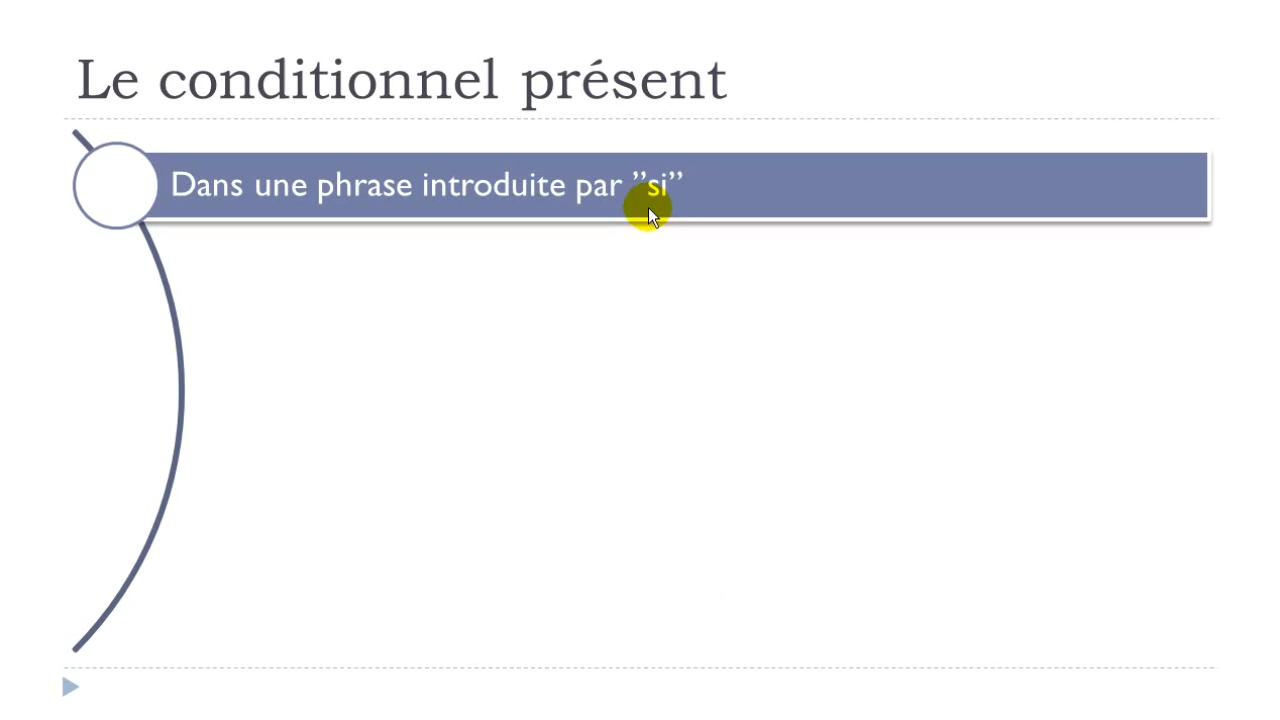 Le conditionnel présent
Dans une phrase introduite par ”si”